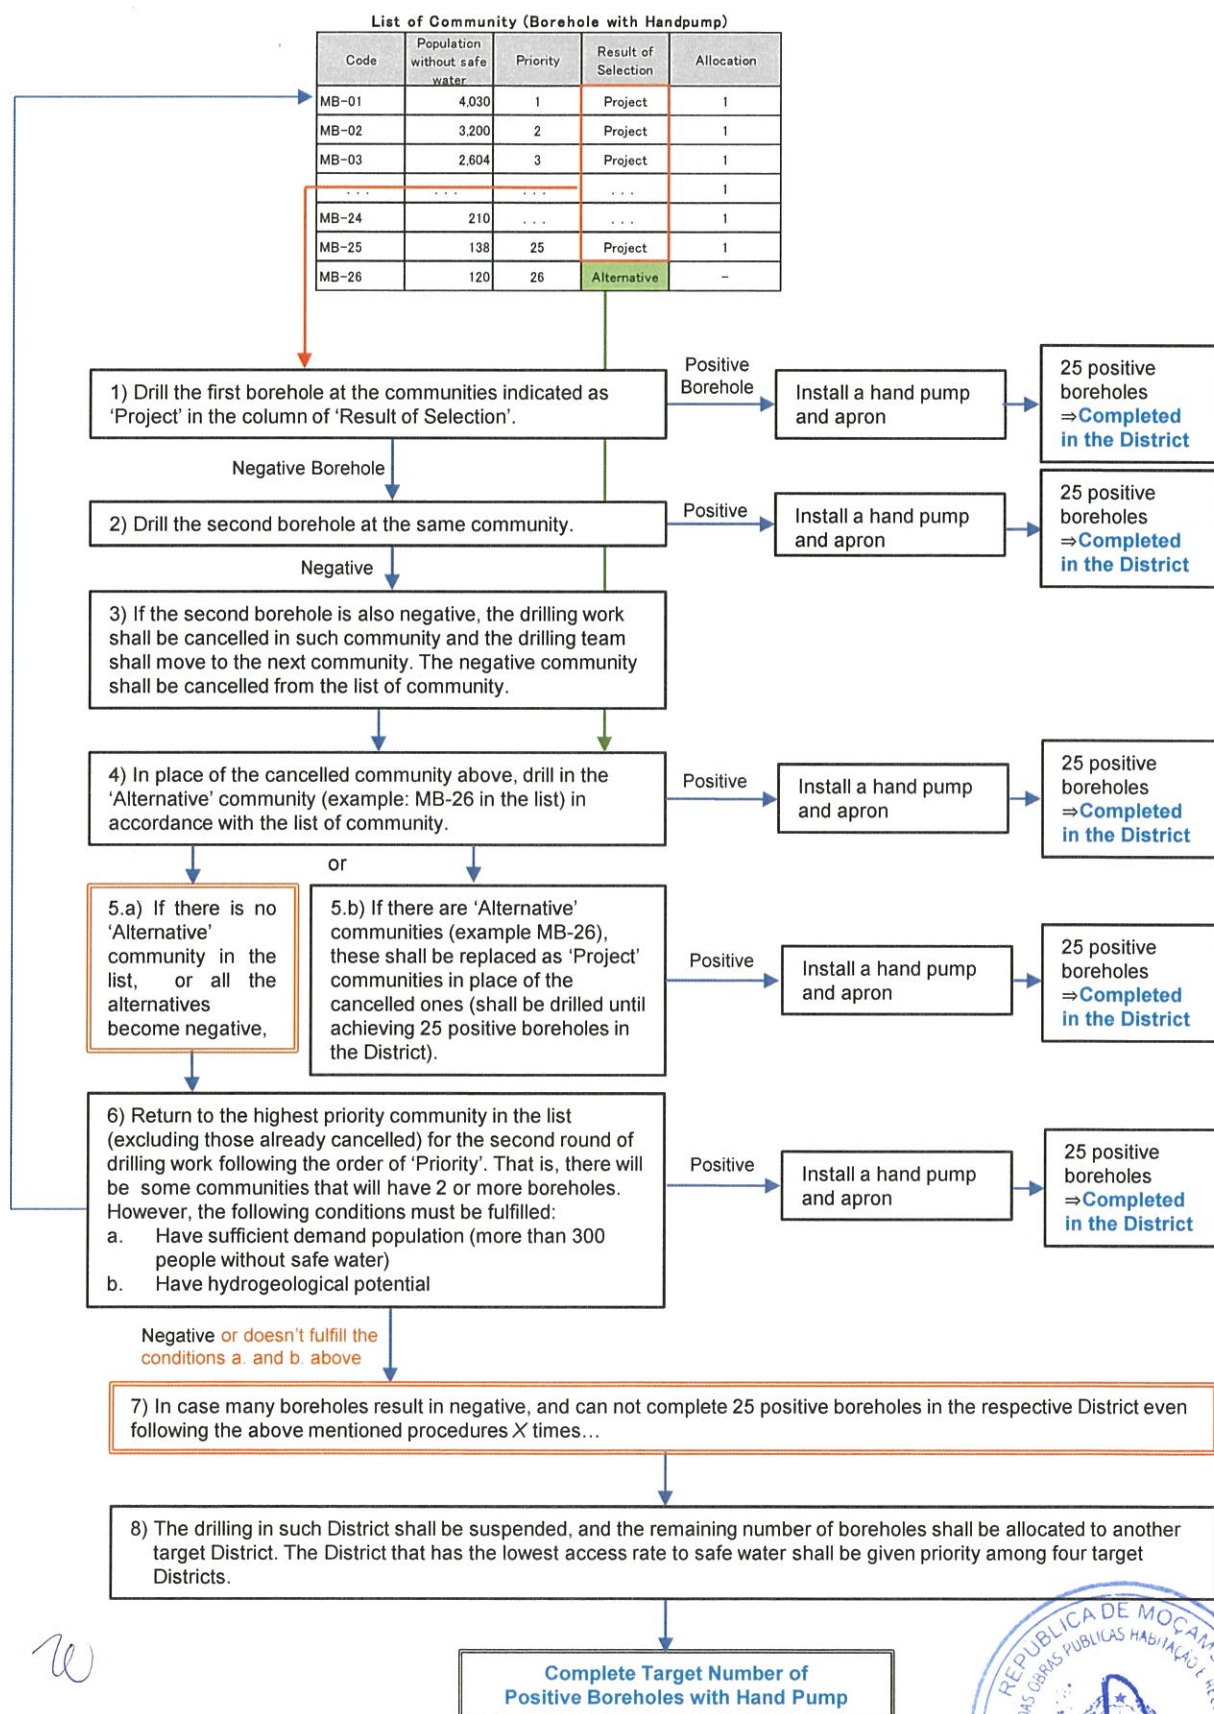 List of Community (Borehole with Handpump)
Code Population without safe water Priority Result of Selection Allocation
MB-01 4,030 1 Project 1
MB-02 3,200 2 Project 1
MB-03 2,604 3 Project 1
... ... ... ... 1
MB-24 210 ... ... 1
MB-25 138 25 Project 1
MB-26 120 26 Alternative -
1) Drill the first borehole at the communities indicated as
'Project' in the column of 'Result of Selection'.
Positive
Borehole
Install a hand pump
and apron
25 positive
boreholes
⇒Completed
in the District
Negative Borehole
2) Drill the second borehole at the same community.
Positive
Install a hand pump
and apron
25 positive
boreholes
⇒Completed
in the District
Negative
3) If the second borehole is also negative, the drilling work
shall be cancelled in such community and the drilling team
shall move to the next community. The negative community
shall be cancelled from the list of community.
4) In place of the cancelled community above, drill in the
'Alternative' community (example: MB-26 in the list) in
accordance with the list of community.
Positive
Install a hand pump
and apron
25 positive
boreholes
⇒Completed
in the District
or
5.a) If there is no
'Alternative'
community in the
list, or all the
alternatives
become negative,
5.b) If there are 'Alternative'
communities (example MB-26),
these shall be replaced as 'Project'
communities in place of the
cancelled ones (shall be drilled until
achieving 25 positive boreholes in
the District).
Positive
Install a hand pump
and apron
25 positive
boreholes
⇒Completed
in the District
6) Return to the highest priority community in the list
(excluding those already cancelled) for the second round of
drilling work following the order of 'Priority'. That is, there will
be some communities that will have 2 or more boreholes.
However, the following conditions must be fulfilled:
a. Have sufficient demand population (more than 300
people without safe water)
b. Have hydrogeological potential
Positive
Install a hand pump
and apron
25 positive
boreholes
⇒Completed
in the District
Negative or doesn't fulfill the
conditions a. and b. above
7) In case many boreholes result in negative, and can not complete 25 positive boreholes in the respective District even
following the above mentioned procedures X times...
8) The drilling in such District shall be suspended, and the remaining number of boreholes shall be allocated to another
target District. The District that has the lowest access rate to safe water shall be given priority among four target
Districts.
Complete Target Number of
Positive Boreholes with Hand Pump
REPÚBLICA DE
OBRAS PUBLICAS HABITAÇÃO E